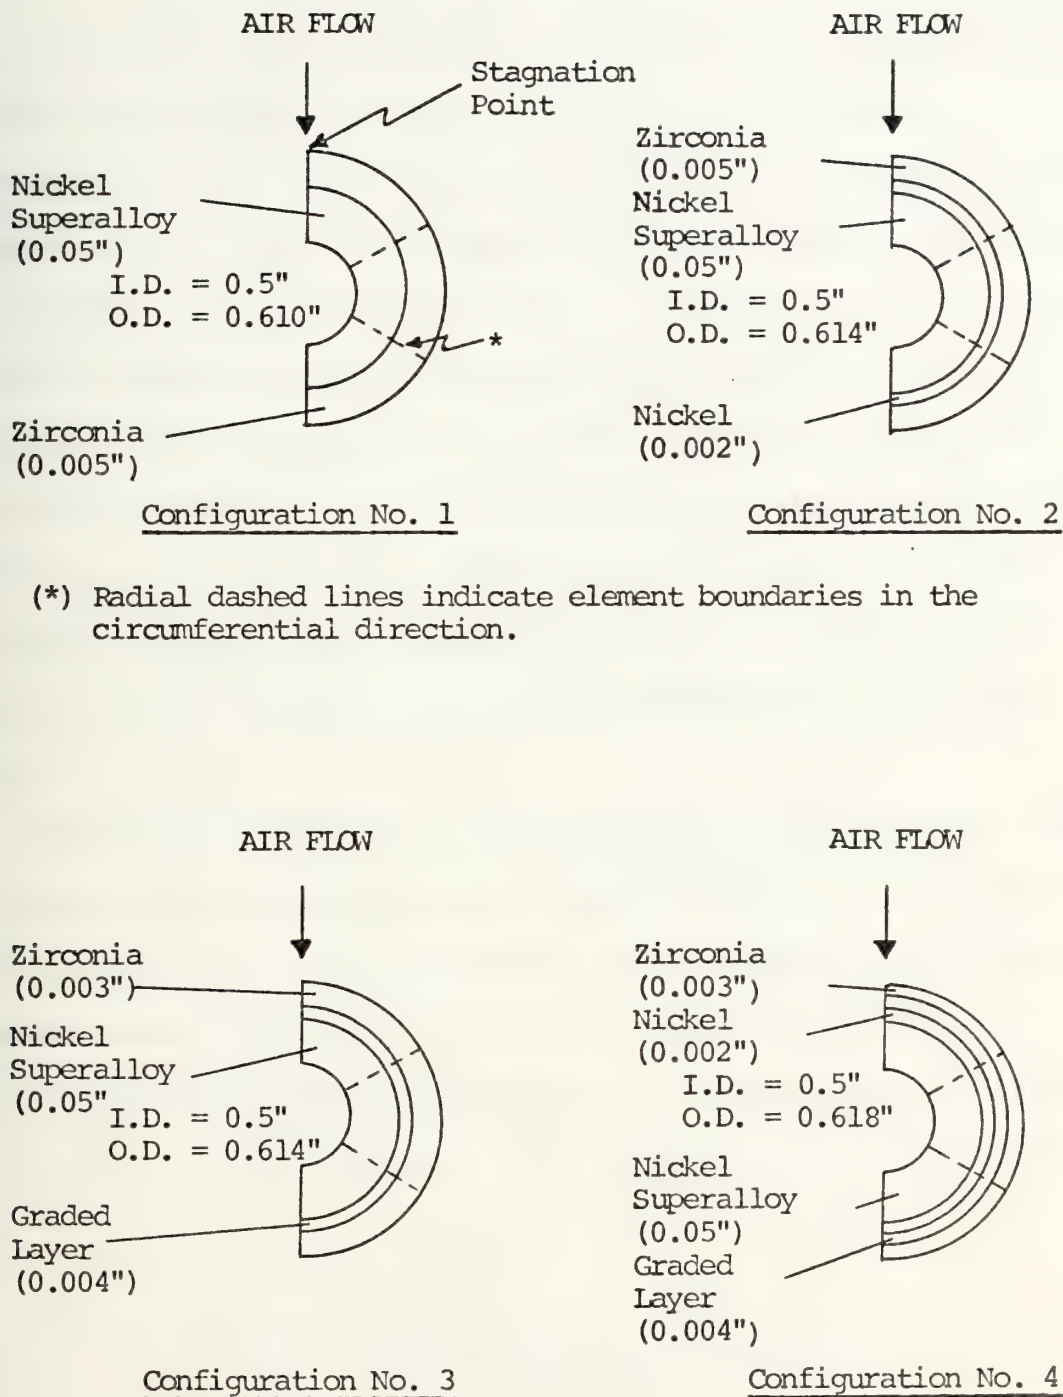 AIR FLOW
Stagnation
Point
Nickel
Superalloy
(0.05")
I.D. = 0.5"
O.D. = 0.610"
*
Zirconia
(0.005")
Configuration No. 1
AIR FLOW
Zirconia
(0.005")
Nickel
Superalloy
(0.05")
I.D. = 0.5"
O.D. = 0.614"
Nickel
(0.002")
Configuration No. 2
(*) Radial dashed lines indicate element boundaries in the
circumferential direction.
AIR FLOW
Zirconia
(0.003")
Nickel
Superalloy
(0.05"
I.D. = 0.5"
O.D. = 0.614"
Graded
Layer
(0.004")
Configuration No. 3
AIR FLOW
Zirconia
(0.003")
Nickel
(0.002")
I.D. = 0.5"
O.D. = 0.618"
Nickel
Superalloy
(0.05")
Graded
Layer
(0.004")
Configuration No. 4